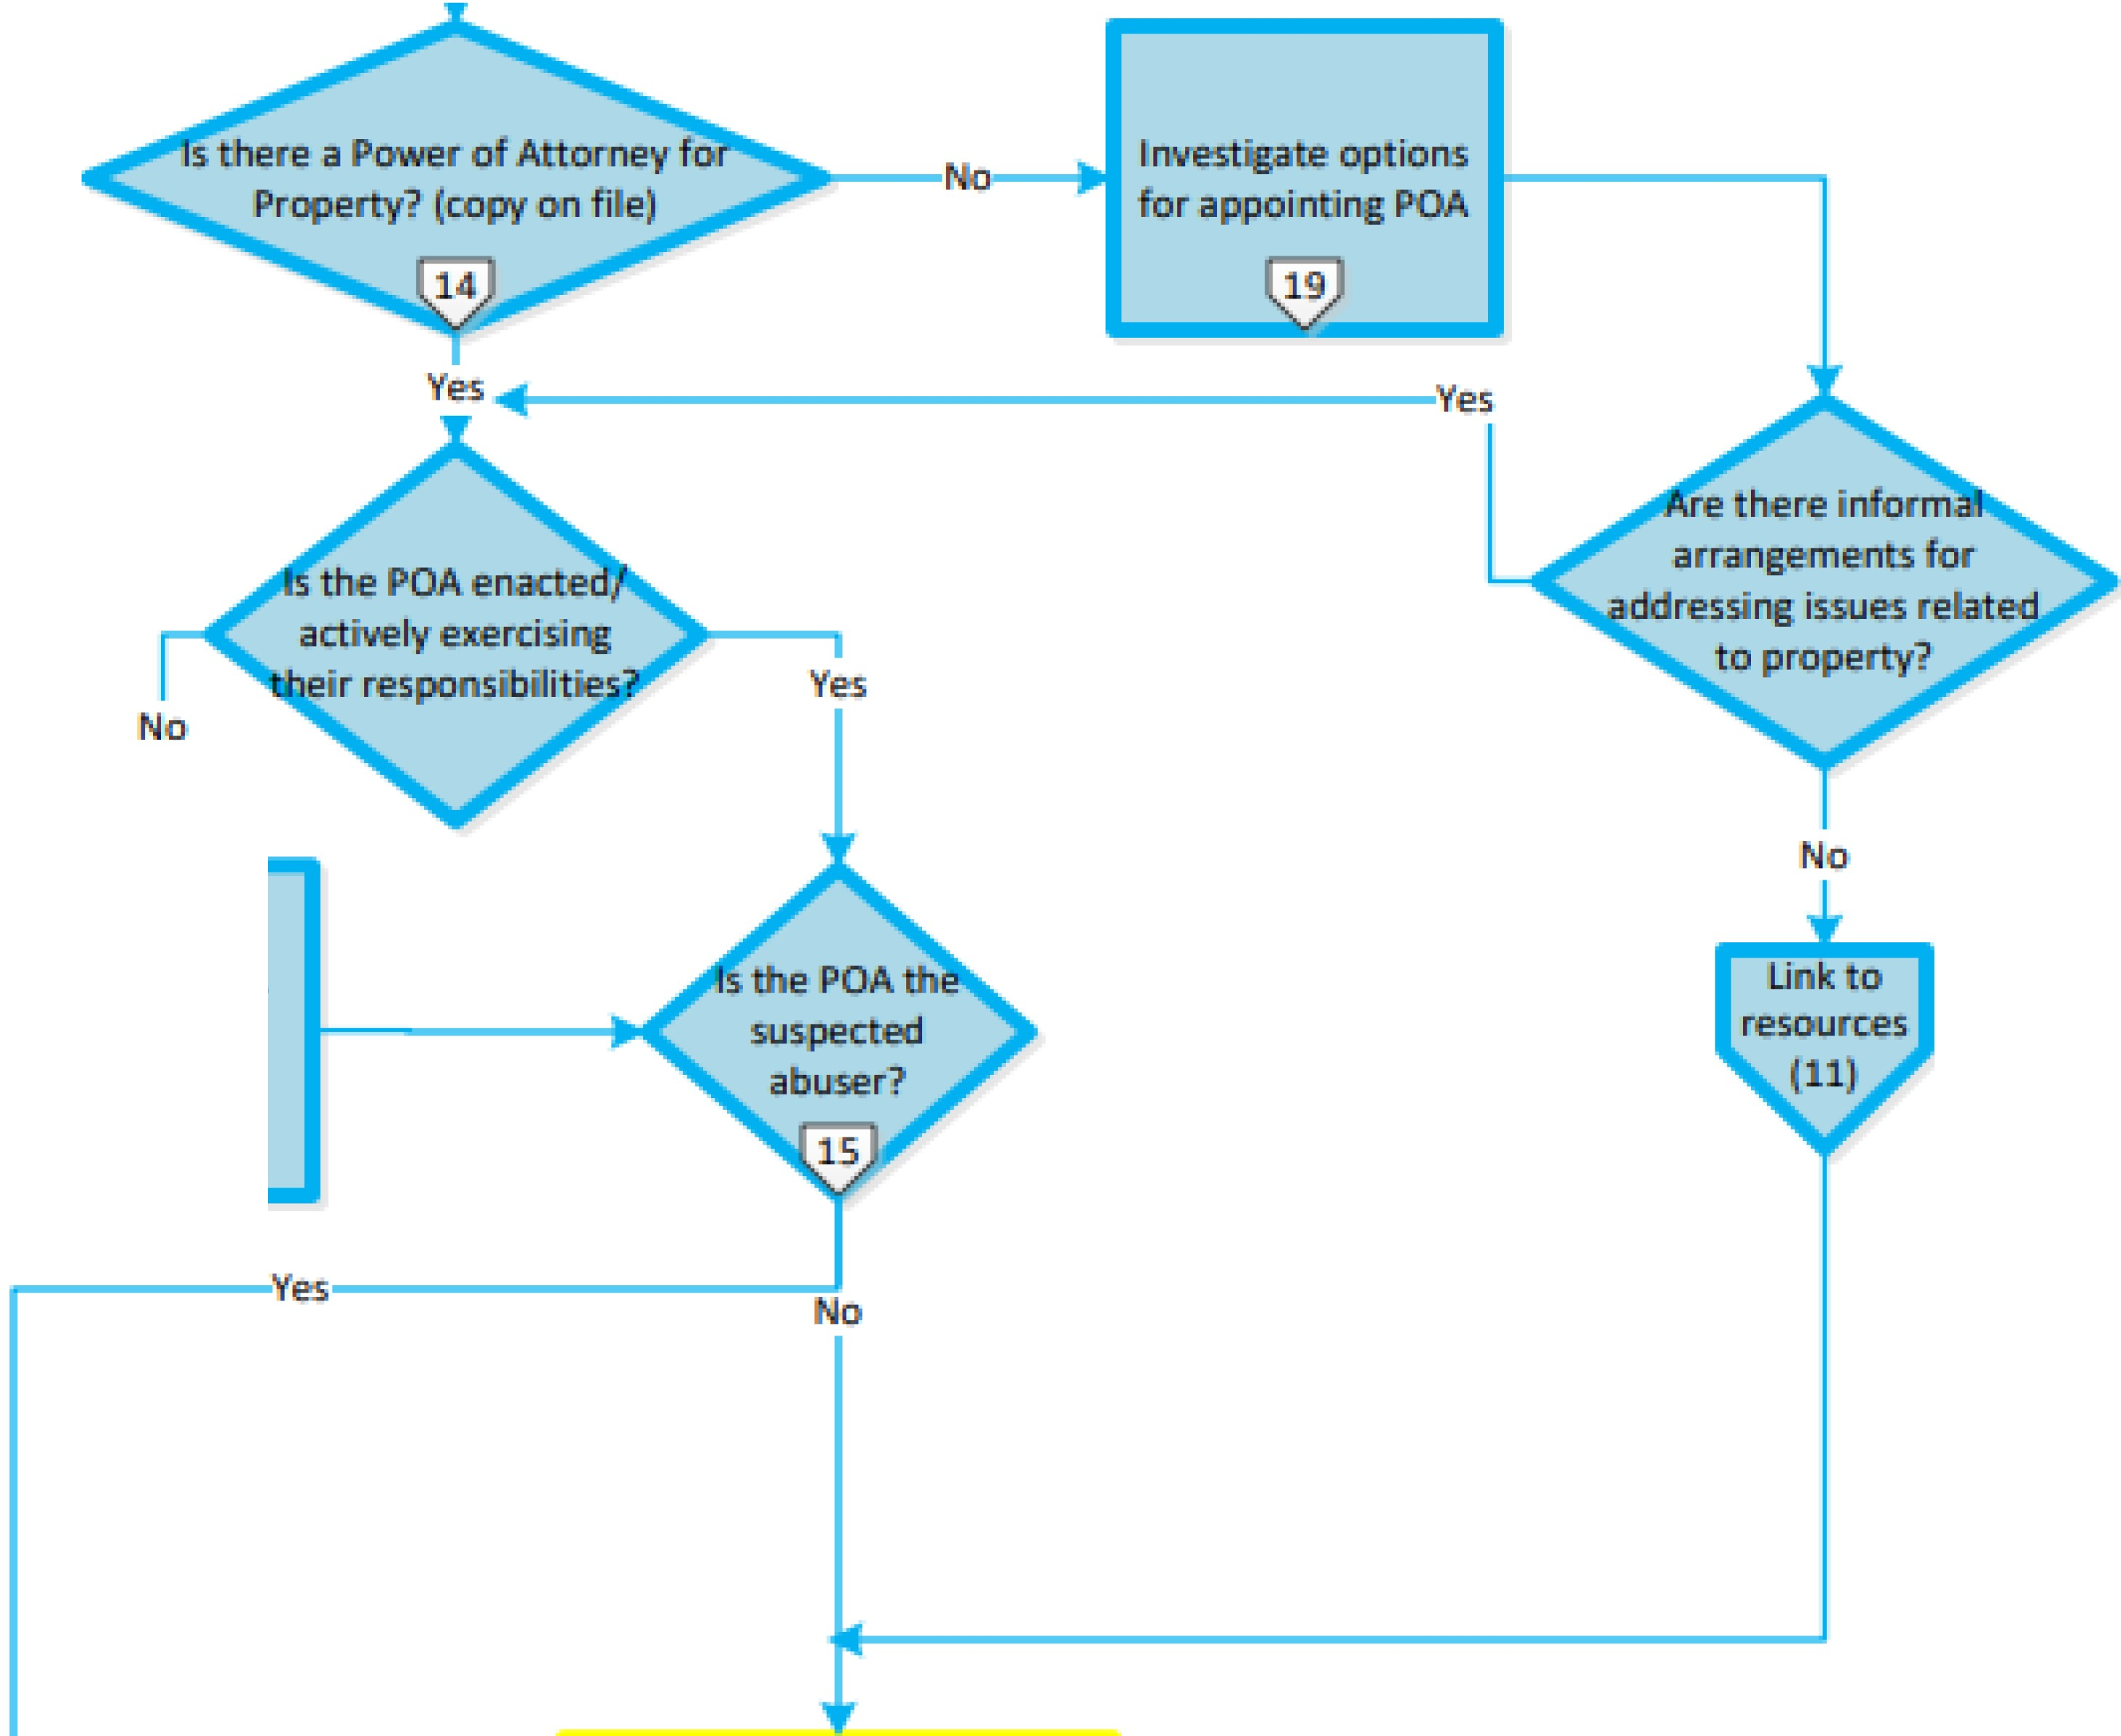 Is there a Power of Attorney for
Property? (copy on file)
14
No
Investigate options
for appointing POA
19
Yes
Yes
Are there informal
arrangements for
addressing issues related
to property?
Is the POA enacted/
actively exercising
their responsibilities?
No
Yes
No
Is the POA the
suspected
abuser?
15
Link to
resources
(11)
Yes
No